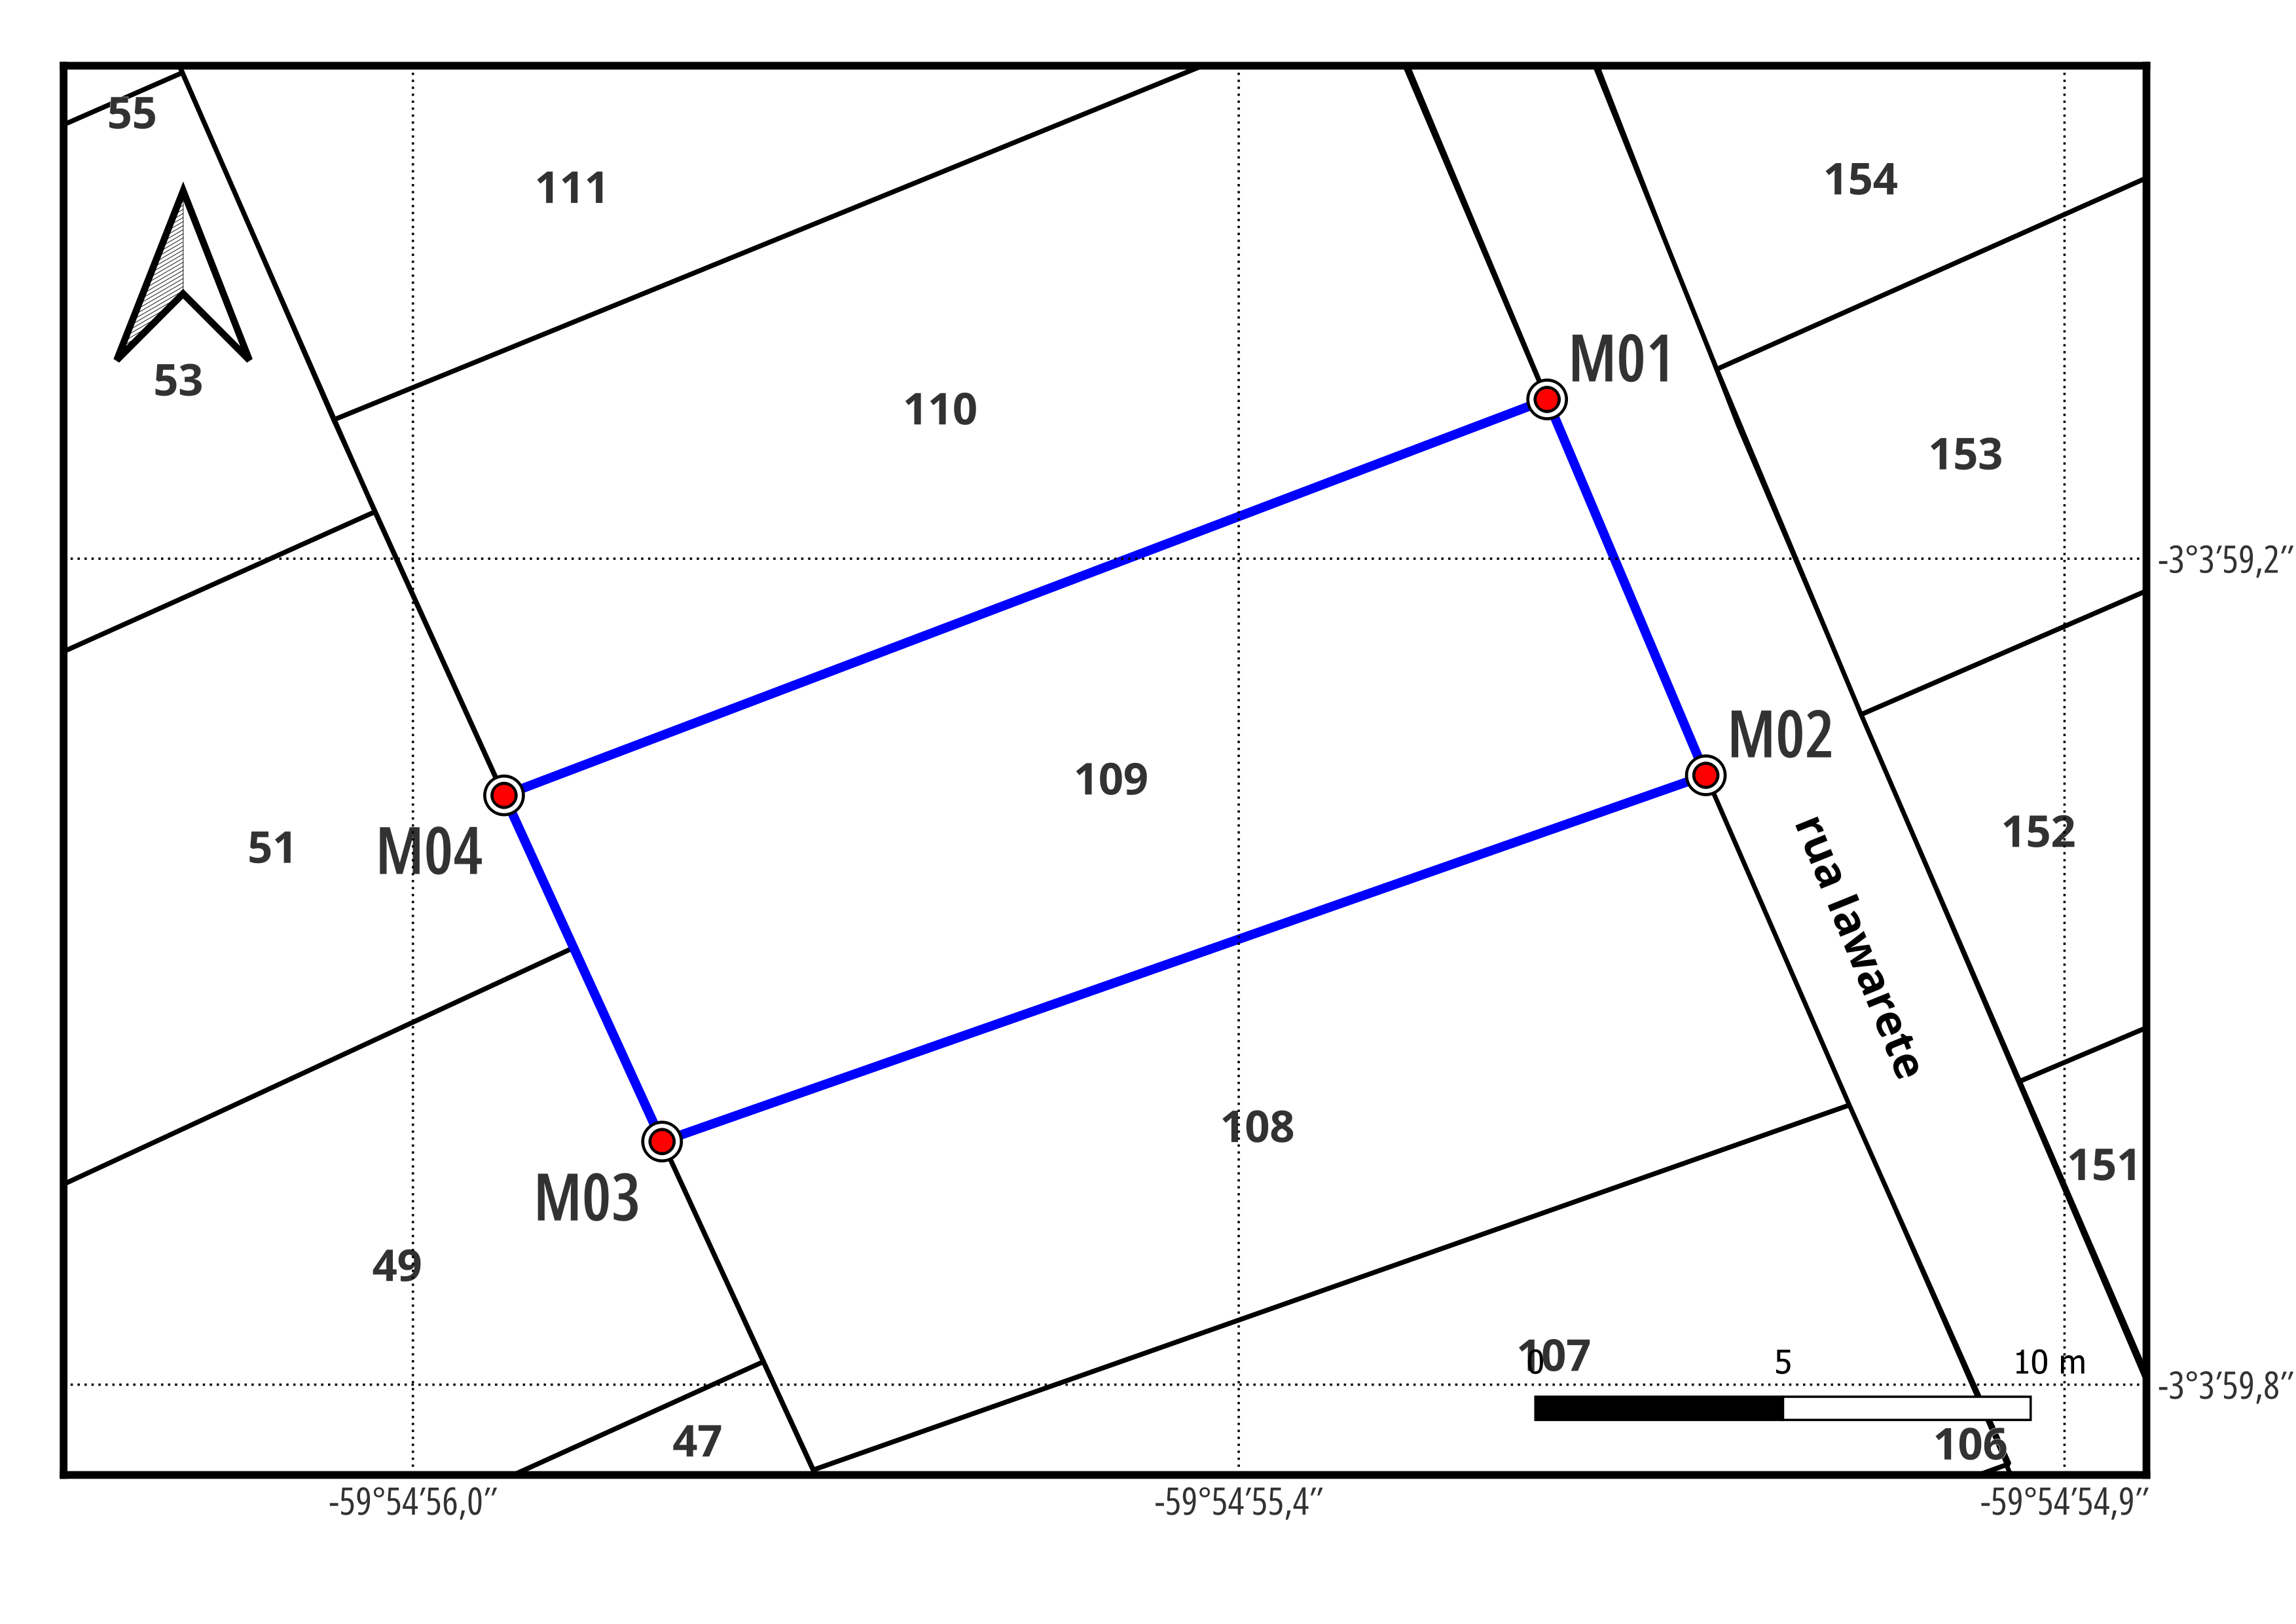 55
111
154
M01
53
110
153
-3°3′59,2″
M02
109
152
51
M04
rua Iawarete
108
151
M03
49
107
0 5 10 m
-3°3′59,8″
47
106
-59°54′56,0″ -59°54′55,4″ -59°54′54,9″